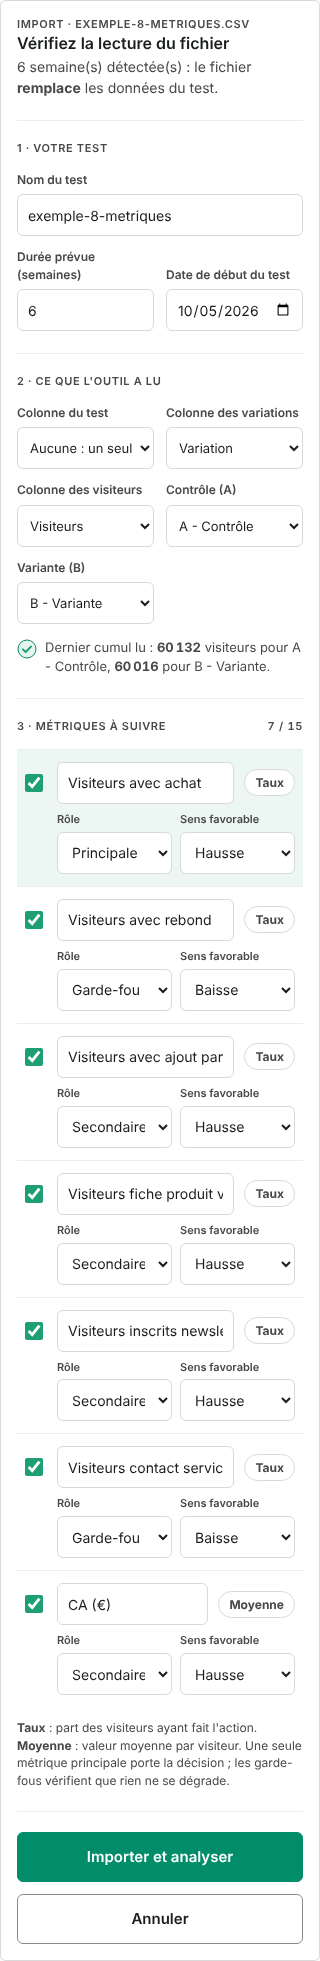 IMPORT · EXEMPLE-8-METRIQUES.CSV
Vérifiez la lecture du fichier
6 semaine(s) détectée(s) : le fichier
remplace les données du test.
1 · VOTRE TEST
Nom du test
exemple-8-metriques
Durée prévue
(semaines)
Date de début du test
6
10/05/2026
2 · CE QUE L'OUTIL A LU
Colonne du test
Colonne des variations
Aucune : un seul
Variation
Colonne des visiteurs
Contrôle (A)
Visiteurs
A - Contrôle
Variante (B)
B - Variante
Dernier cumul lu : 60 132 visiteurs pour A
- Contrôle, 60 016 pour B - Variante.
3 · MÉTRIQUES À SUIVRE
7 / 15
Visiteurs avec achat
Taux
Rôle
Sens favorable
Principale
Hausse
Visiteurs avec rebond
Taux
Rôle
Sens favorable
Garde-fou
Baisse
Visiteurs avec ajout par
Taux
Rôle
Sens favorable
Secondaire
Hausse
Visiteurs fiche produit v
Taux
Rôle
Sens favorable
Secondaire
Hausse
Visiteurs inscrits newsle
Taux
Rôle
Sens favorable
Secondaire
Hausse
Visiteurs contact servic
Taux
Rôle
Sens favorable
Garde-fou
Baisse
CA (€)
Moyenne
Rôle
Sens favorable
Secondaire
Hausse
Taux : part des visiteurs ayant fait l'action.
Moyenne : valeur moyenne par visiteur. Une seule
métrique principale porte la décision ; les garde-
fous vérifient que rien ne se dégrade.
Importer et analyser
Annuler